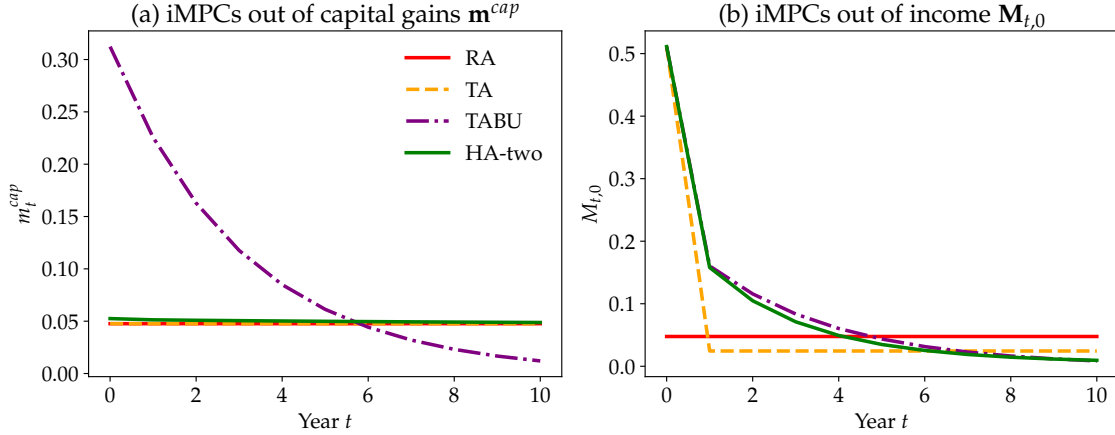 (a) iMPCs out of capital gains m^{cap}
0.30
0.25
0.20
0.15
0.10
0.05
0.00
m_t^{cap}
0 2 4 6 8 10
Year t
RA
TA
TABU
HA-two
(b) iMPCs out of income M_{t,0}
0.5
0.4
0.3
0.2
0.1
0.0
M_{t,0}
0 2 4 6 8 10
Year t